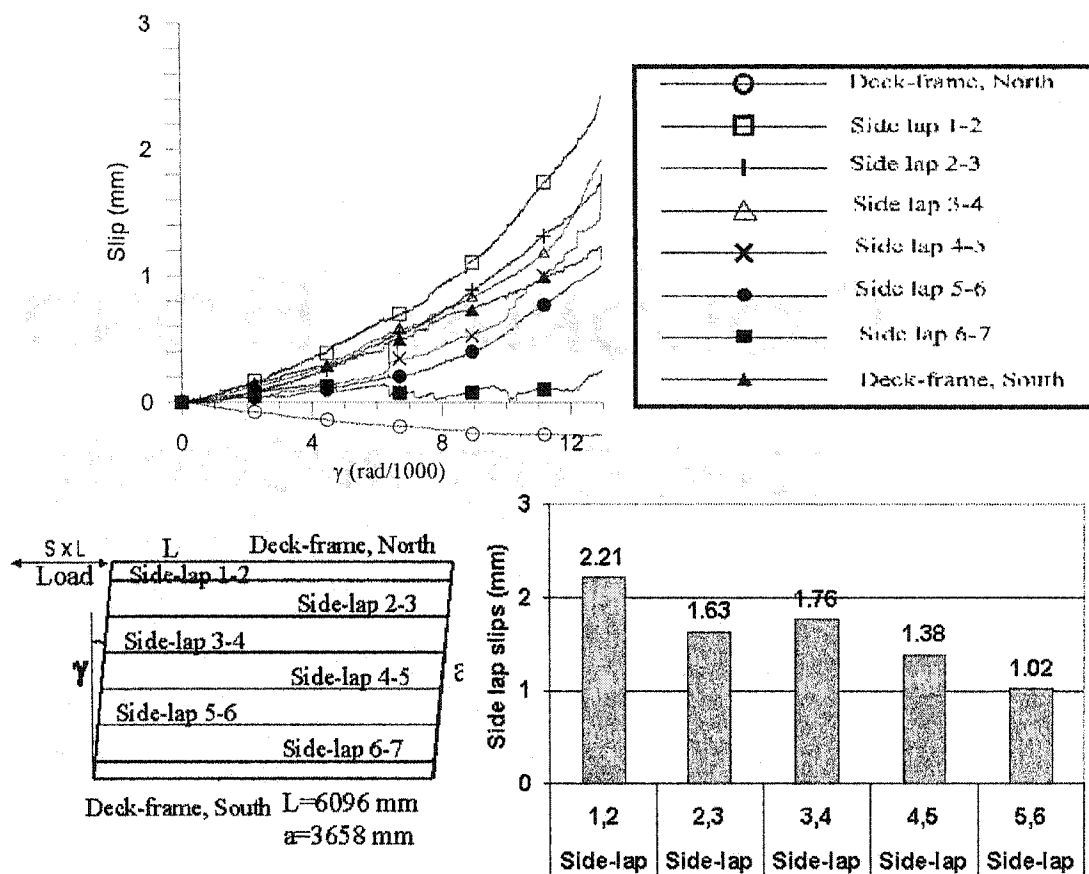 3
2
1
0
Slip (mm)
0 4 8 12
γ (rad/1000)
Deck-frame, North
Side lap 1-2
Side lap 2-3
Side lap 3-4
Side lap 4-5
Side lap 5-6
Side lap 6-7
Deck-frame, South
S x L
L
Deck-frame, North
Load
Side-lap 1-2
Side-lap 2-3
Side-lap 3-4
γ
Side-lap 4-5
Side-lap 5-6
Side-lap 6-7
Deck-frame, South L=6096 mm
a=3658 mm
3
2
1
0
Side lap slips (mm)
2.21
1.63
1.76
1.38
1.02
1,2 2,3 3,4 4,5 5,6
Side-lap Side-lap Side-lap Side-lap Side-lap